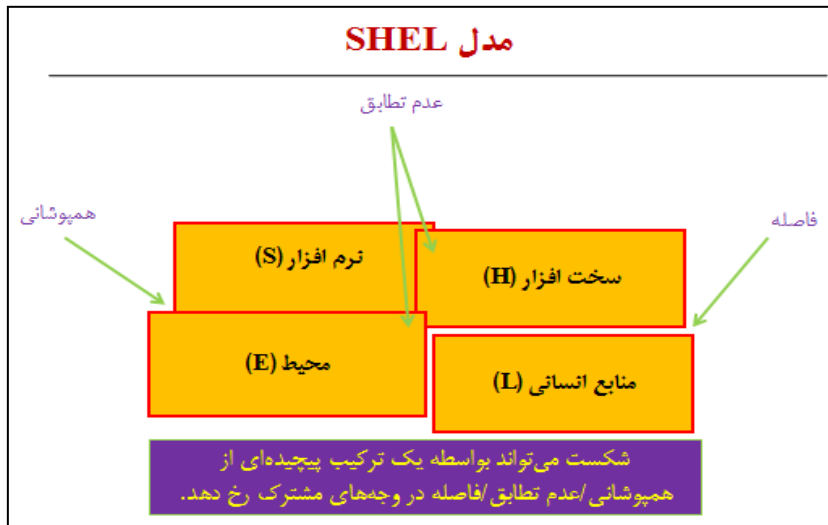 مدل SHEL
عدم تطابق
همپوشانی
فاصله
نرم افزار (S)
سخت افزار (H)
محیط (E)
منابع انسانی (L)
شکست می‌تواند بواسطه یک ترکیب پیچیده‌ای از
همپوشانی/عدم تطابق/فاصله در وجه‌های مشترک رخ دهد.